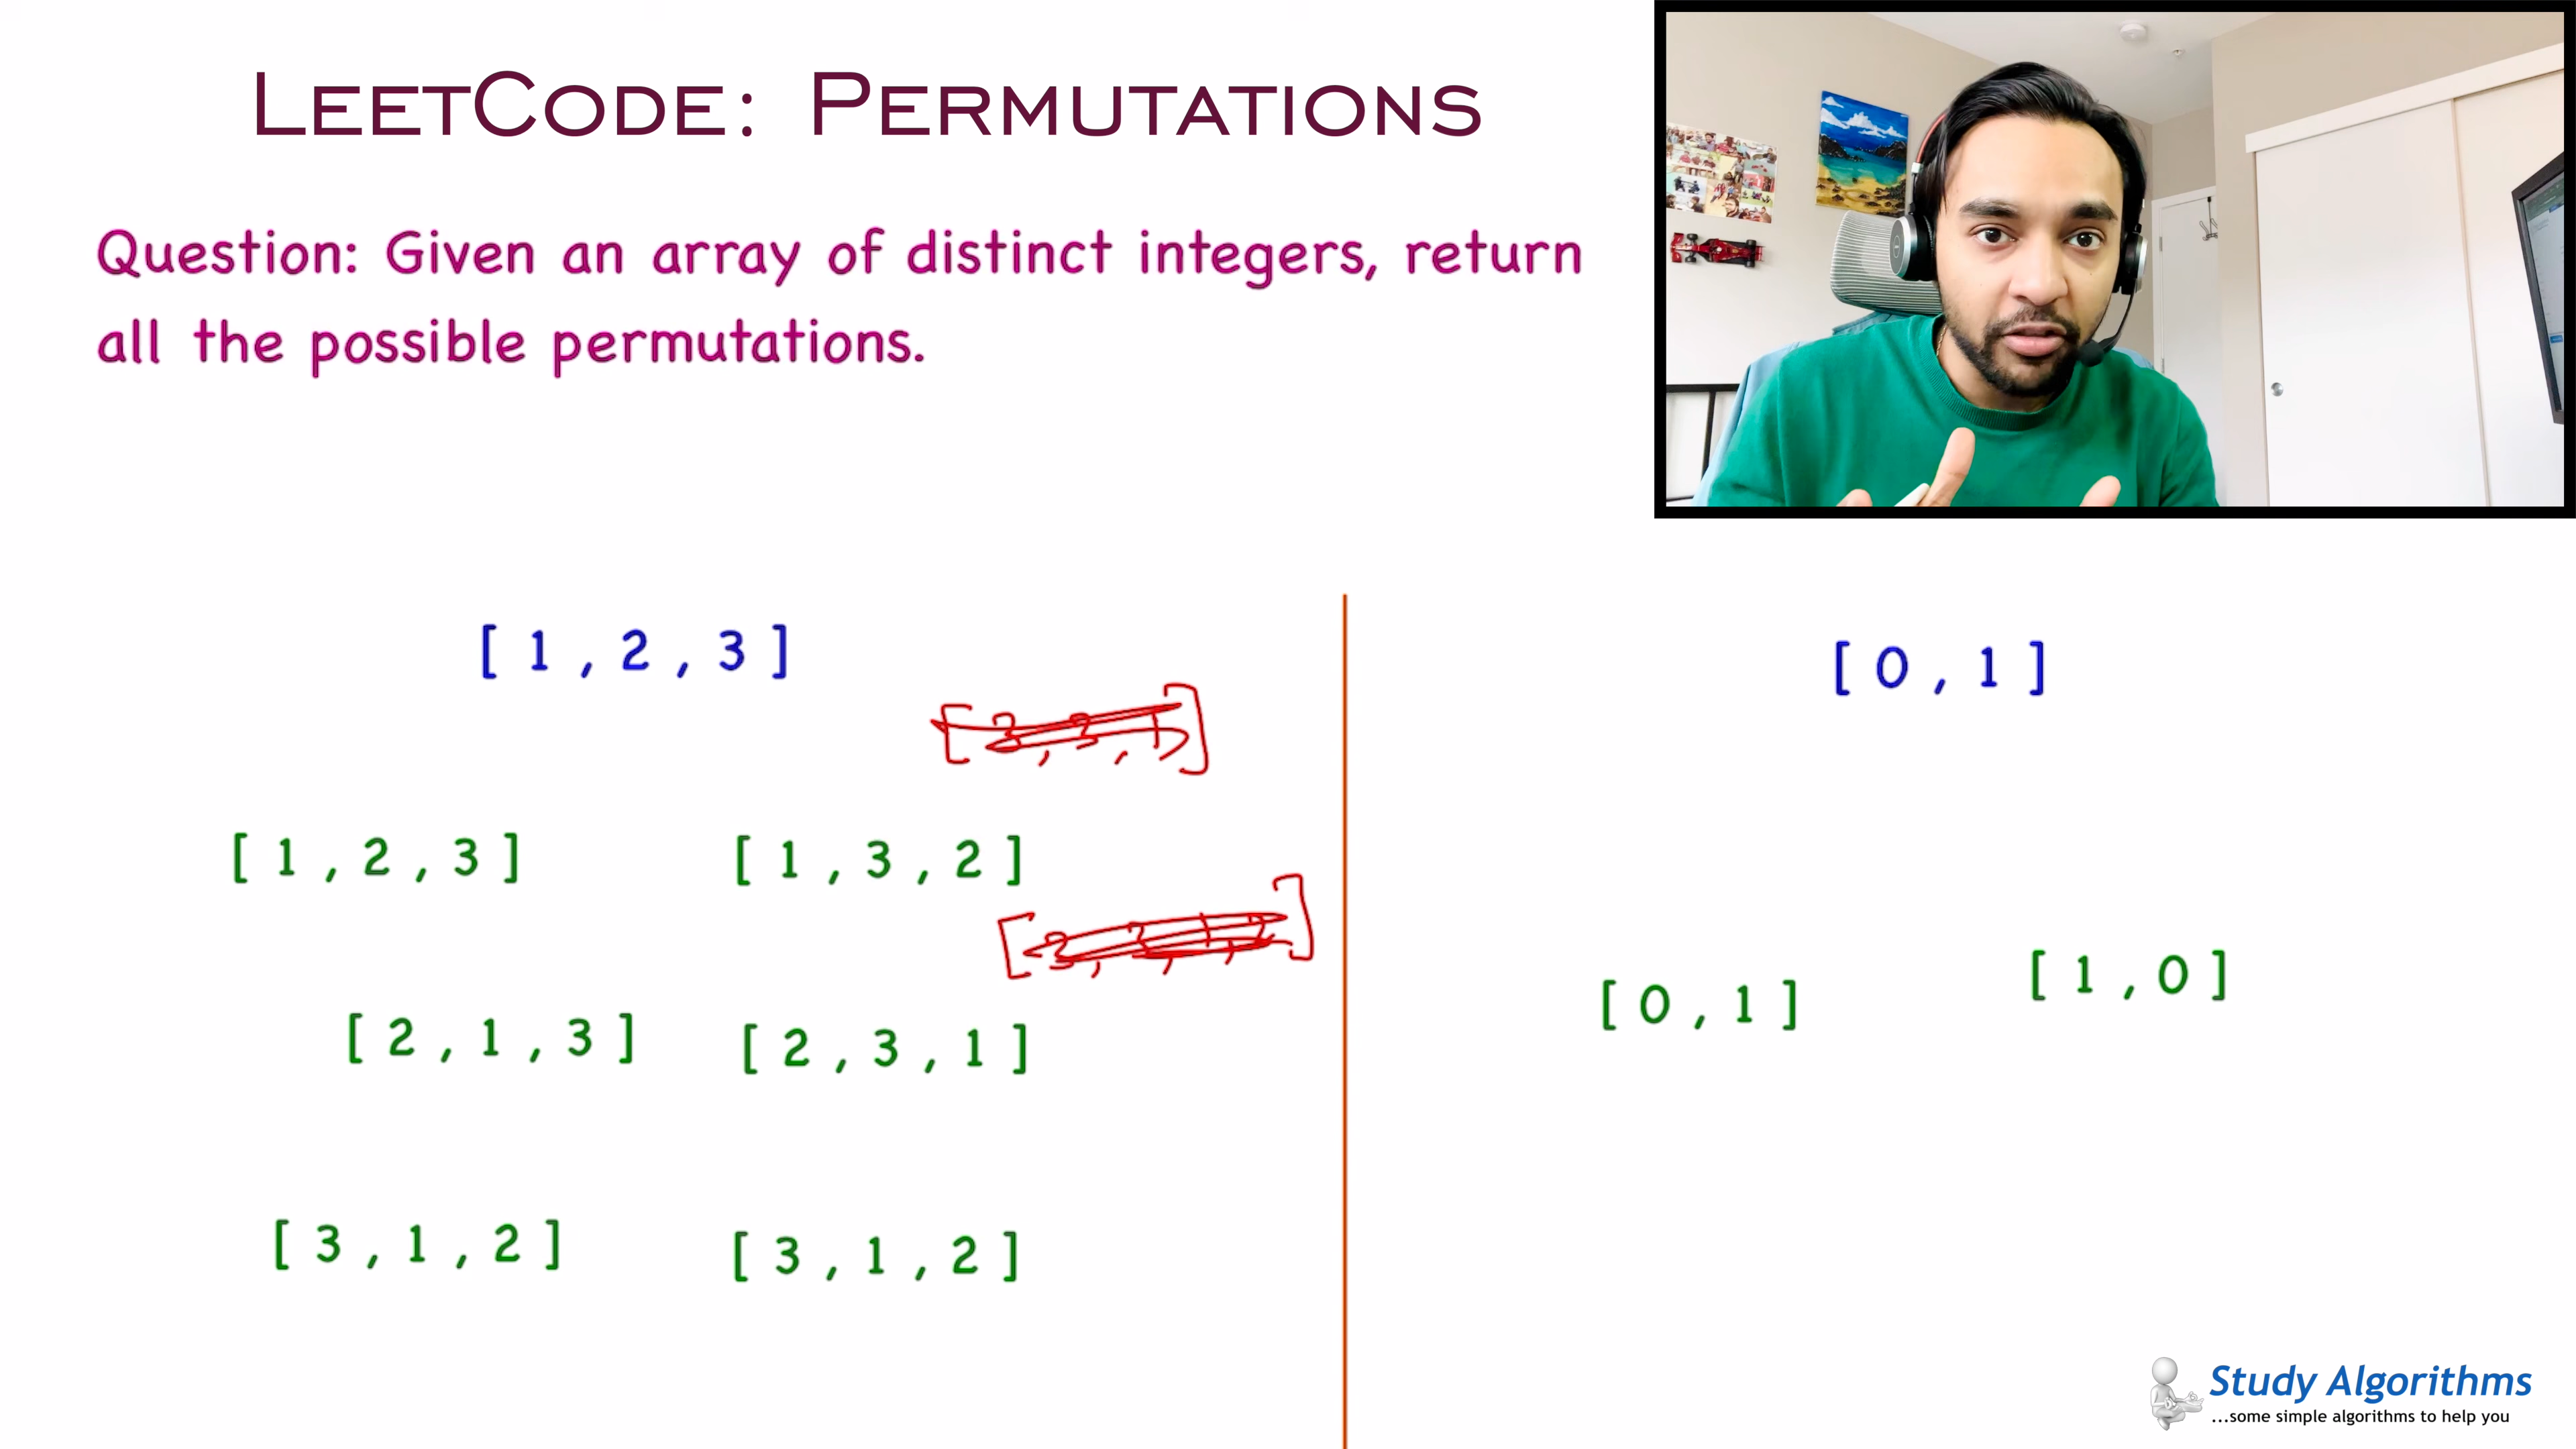 LEETCODE: PERMUTATIONS
Question: Given an array of distinct integers, return
all the possible permutations.
[ 1 , 2 , 3 ]
[ 1 , 2 , 3 ]
[ 1 , 3 , 2 ]
[ 2 , 1 , 3 ]
[ 2 , 3 , 1 ]
[ 3 , 1 , 2 ]
[ 3 , 1 , 2 ]
[ 0 , 1 ]
[ 0 , 1 ]
[ 1 , 0 ]
Study Algorithms
...some simple algorithms to help you